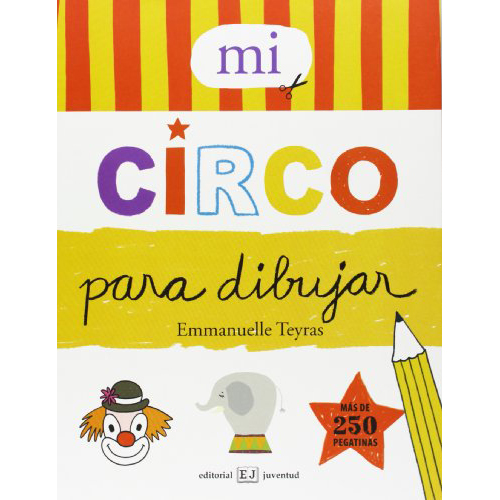 mi
CIRCO
para dibujar
Emmanuelle Teyras
MÁS DE
250
PEGATINAS
editorial EJ juventud